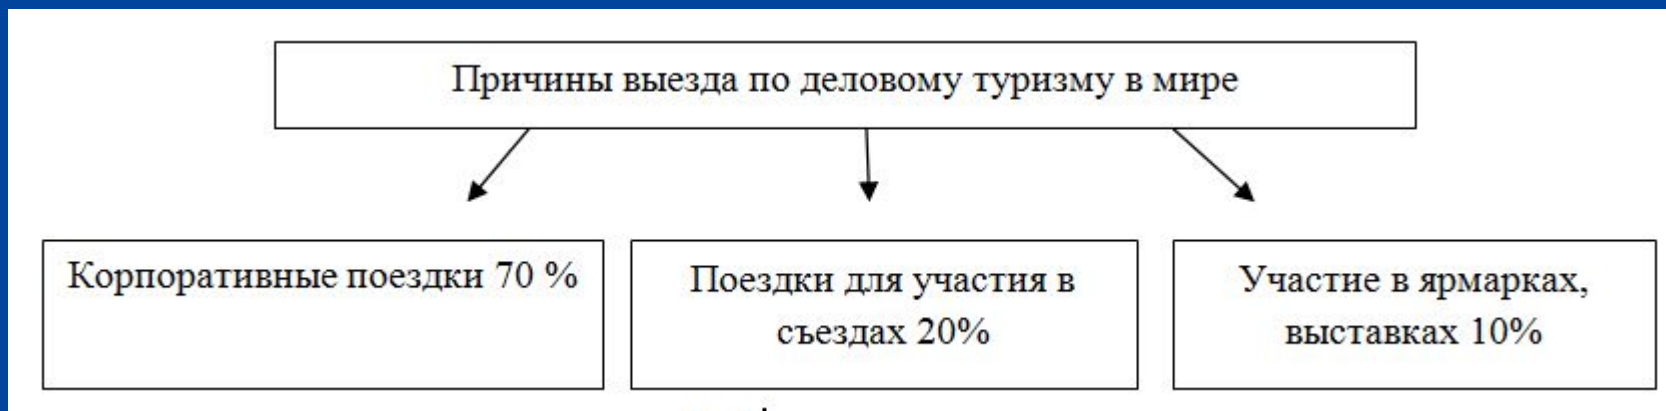 Причины выезда по деловому туризму в мире
Корпоративные поездки 70 %
Поездки для участия в
съездах 20%
Участие в ярмарках,
выставках 10%